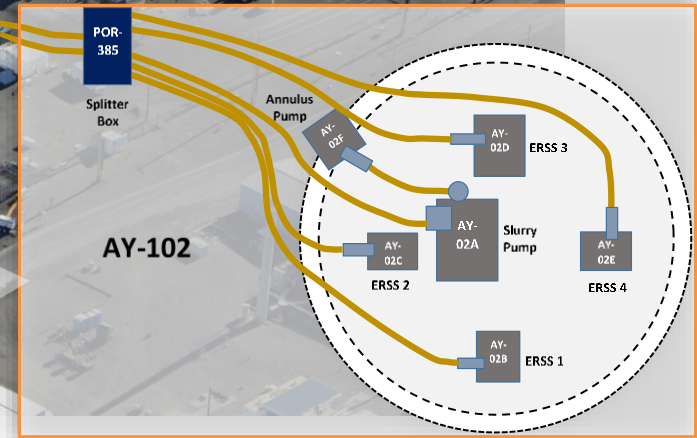 POR-
385
Splitter
Box
Annulus
Pump
AY-
02F
AY-
02D
ERSS 3
AY-
02A
Slurry
Pump
AY-102
AY-
02C
ERSS 2
AY-
02E
ERSS 4
AY-
02B
ERSS 1